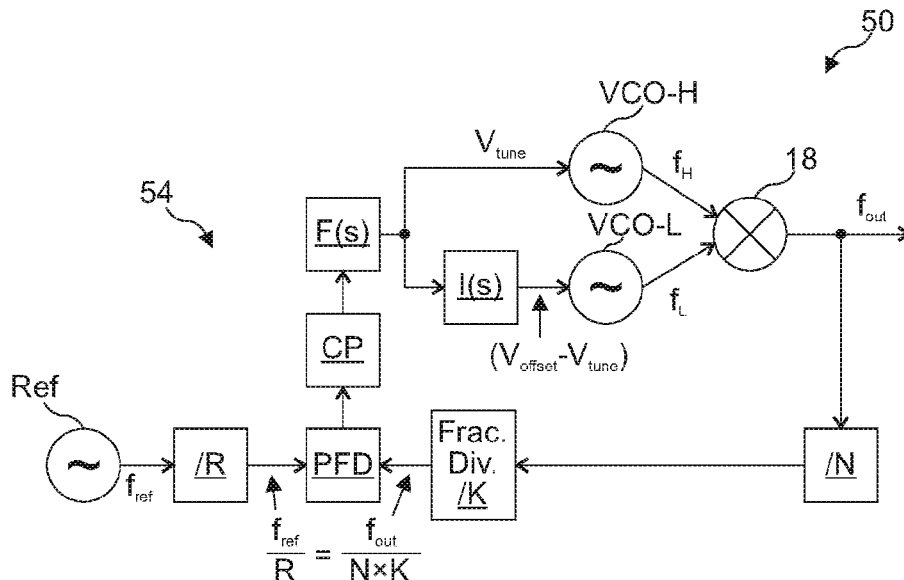 50
VCO-H
V_tune
f_H
18
54
F(s)
VCO-L
f_out
I(s)
f_L
CP
(V_offset-V_tune)
Ref
~
~
~
f_ref
/R
PFD
Frac.
Div.
/K
/N
f_ref
R
=
f_out
N×K